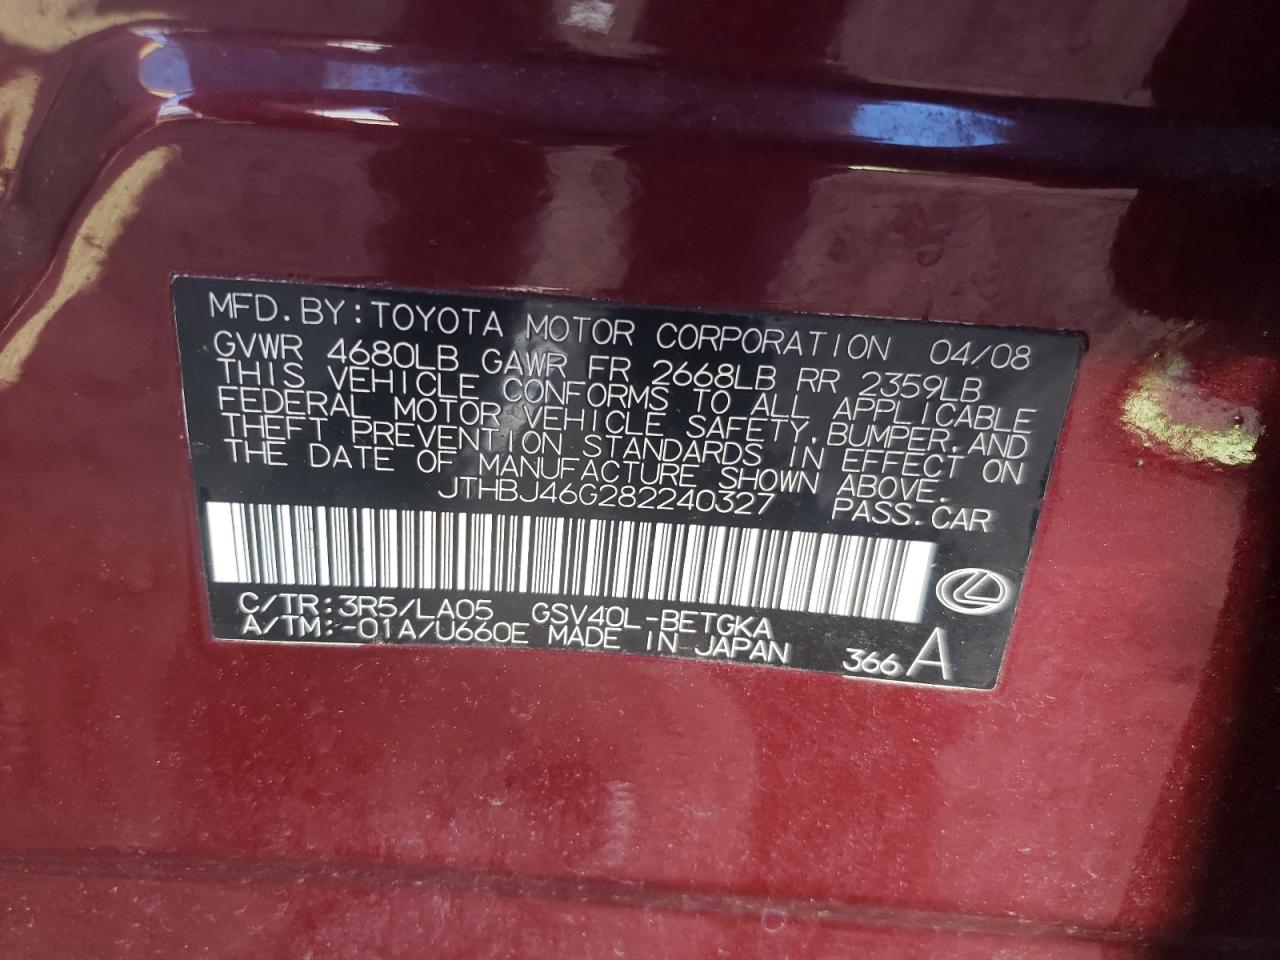 MFD. BY: TOYOTA MOTOR CORPORATION 04/08
GVWR 4680LB GAWR FR 2668LB RR 2359LB
THIS VEHICLE CONFORMS TO ALL APPLICABLE
FEDERAL MOTOR VEHICLE SAFETY, BUMPER, AND
THEFT PREVENTION STANDARDS IN EFFECT ON
THE DATE OF MANUFACTURE SHOWN ABOVE.
JTHBJ46G282240327 PASS. CAR
C/TR: 3R5/LA05 GSV40L-BETGKA
A/TM: -01A/U660E MADE IN JAPAN 366 A